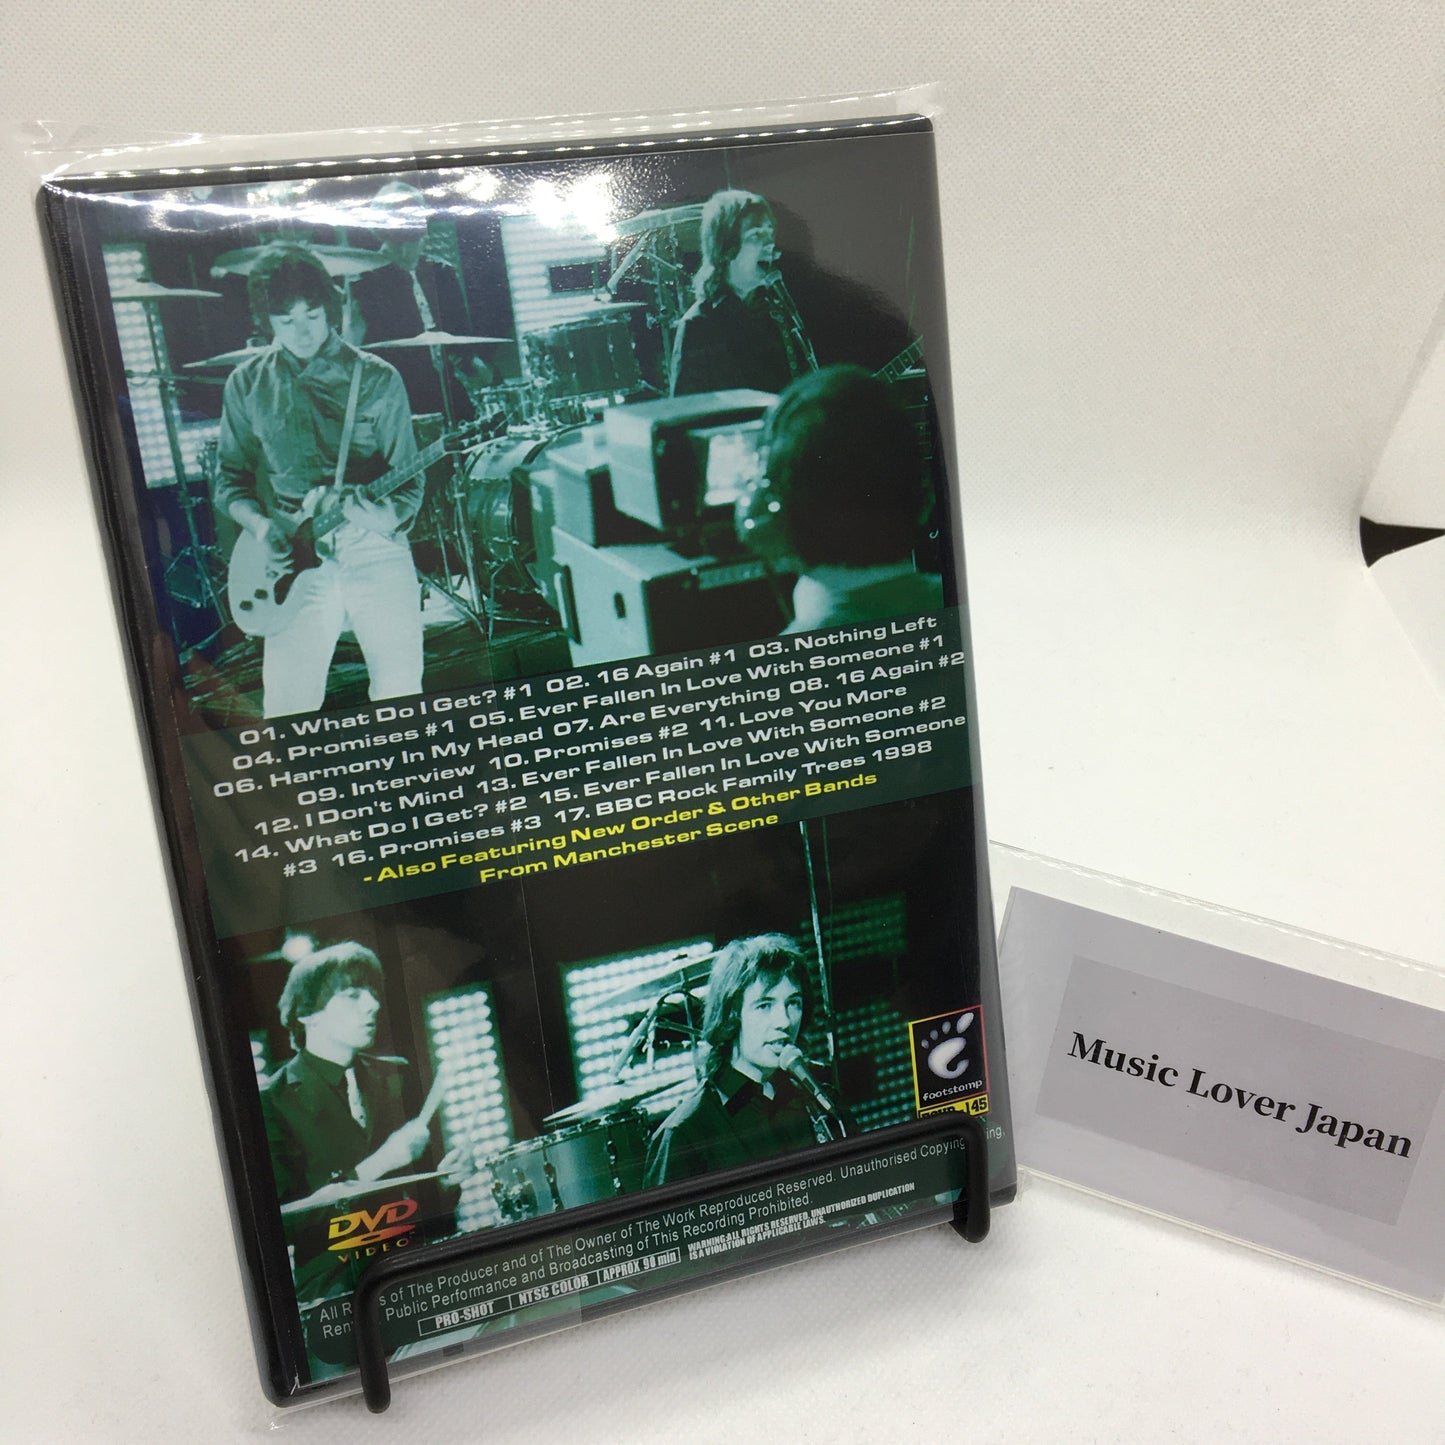 01. What Do I Get? #1 02. 16 Again #1 03. Nothing Left
04. Promises #1 05. Ever Fallen In Love With Someone #1
06. Harmony In My Head 07. Are Everything 08. 16 Again #2
09. Interview 10. Promises #2 11. Love You More
12. I Don't Mind 13. Ever Fallen In Love With Someone #2
14. What Do I Get? #2 15. Ever Fallen In Love With Someone
#3 16. Promises #3 17. BBC Rock Family Trees 1998
- Also Featuring New Order & Other Bands
From Manchester Scene
footstomp
145
DVD
VIDEO
All of The Producer and of The Owner of The Work Reproduced Reserved. Unauthorised Copying
Public Performance and Broadcasting of This Recording Prohibited.
PRO-SHOT NTSC COLOR APPROX 90 min
WARNING:ALL RIGHTS RESERVED. UNAUTHORIZED DUPLICATION
IS A VIOLATION OF APPLICABLE LAWS.
Music Lover Japan